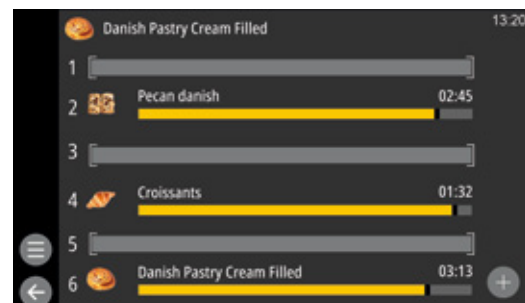 Danish Pastry Cream Filled
13:20
1
2 Pecan danish 02:45
3
4 Croissants 01:32
5
6 Danish Pastry Cream Filled 03:13